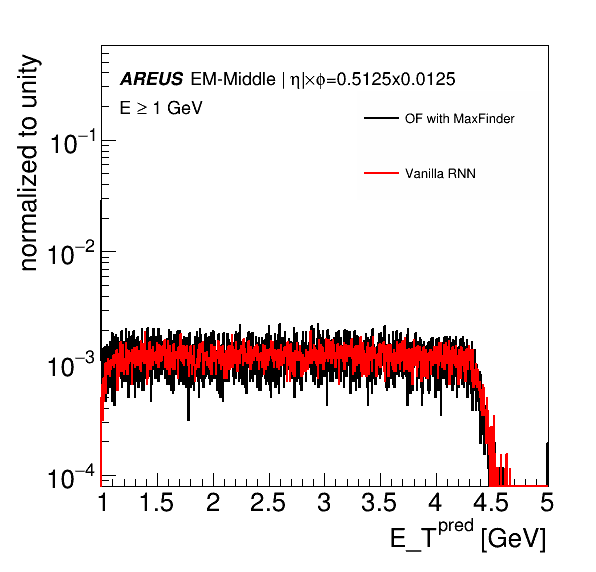 normalized to unity
AREUS EM-Middle | η|×ϕ=0.5125x0.0125
E ≥ 1 GeV
OF with MaxFinder
Vanilla RNN
10⁻¹
10⁻²
10⁻³
10⁻⁴
1 1.5 2 2.5 3 3.5 4 4.5 5
E_T^pred [GeV]